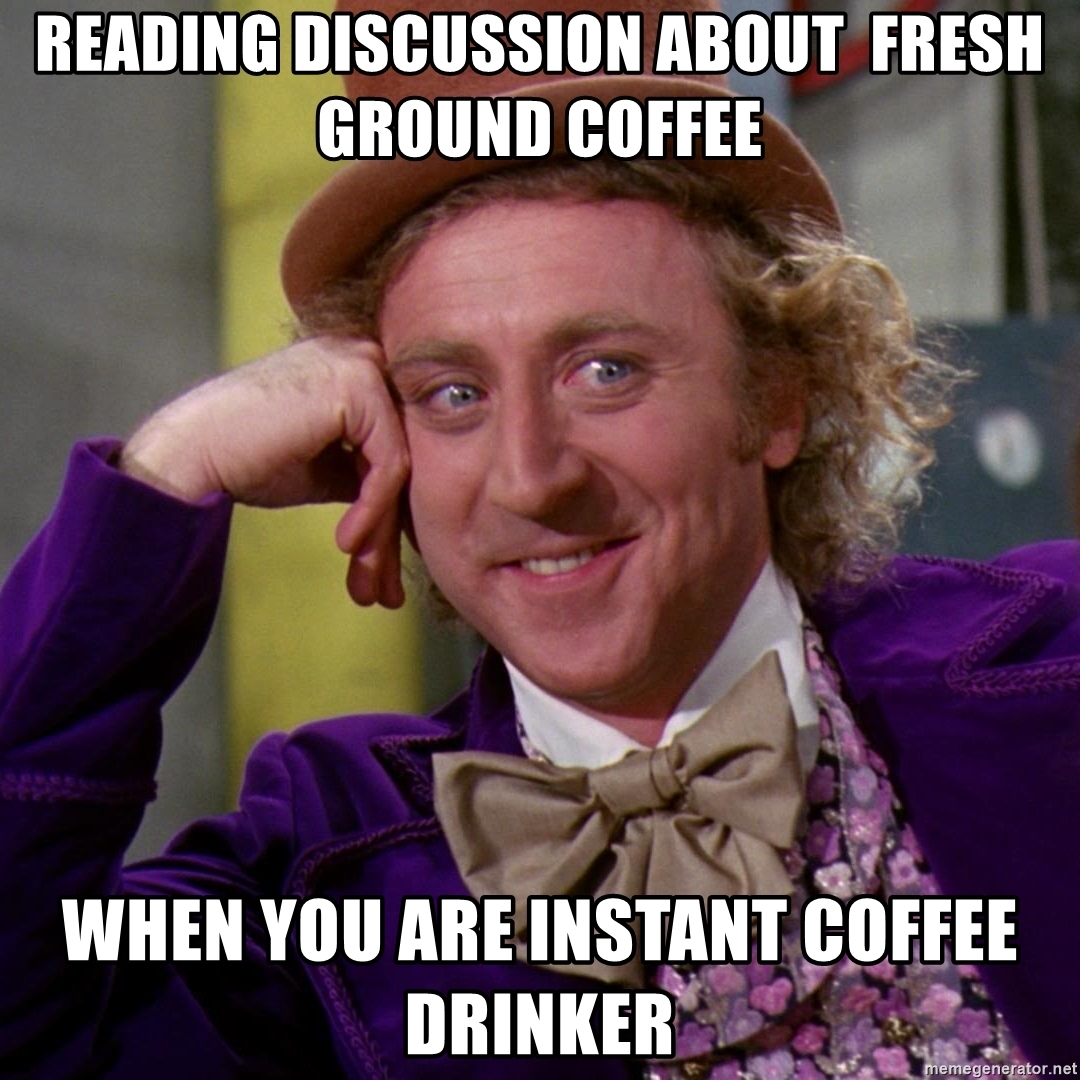 READING DISCUSSION ABOUT FRESH
GROUND COFFEE
WHEN YOU ARE INSTANT COFFEE
DRINKER
memegenerator.net